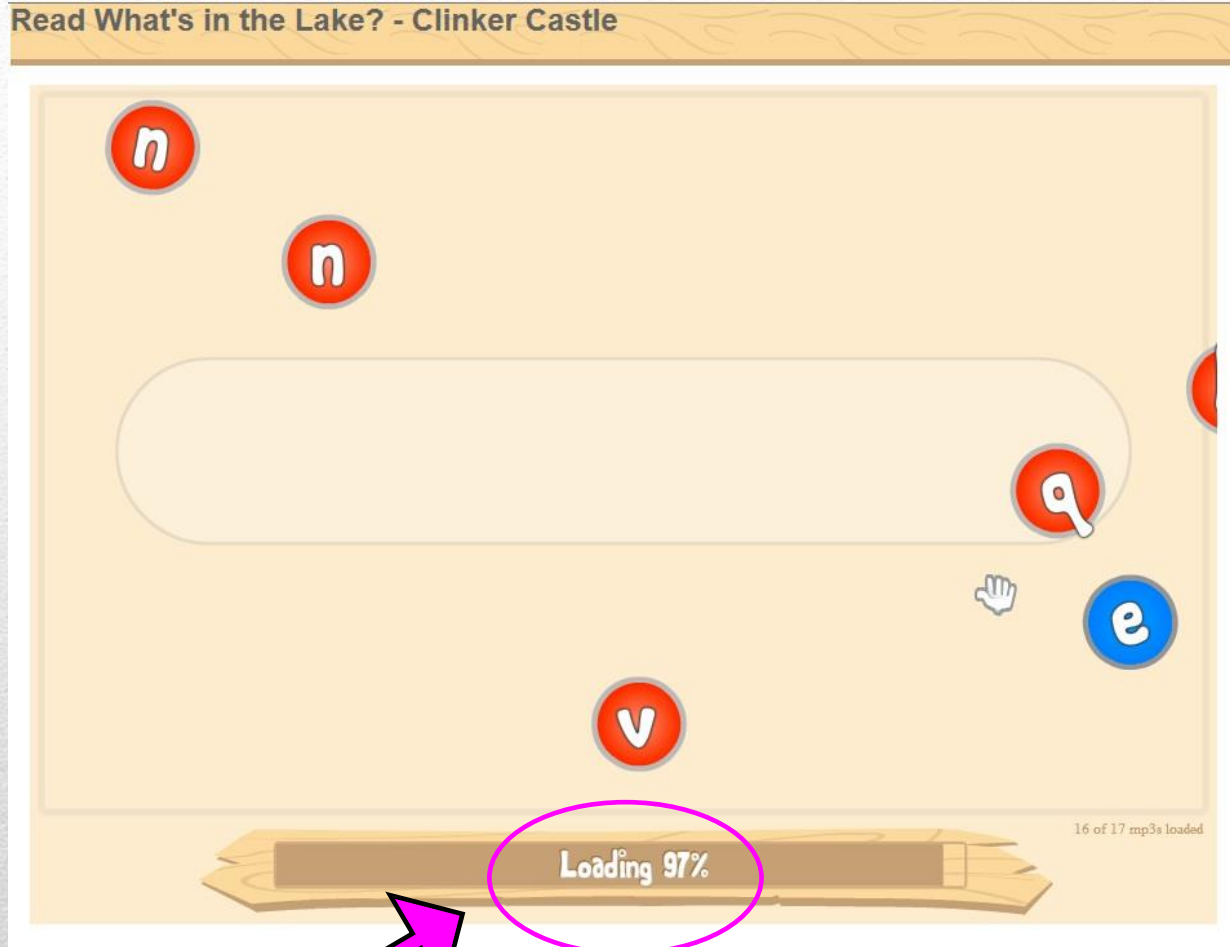 Read What's in the Lake? - Clinker Castle
n
n
q
e
v
16 of 17 mp3s loaded
Loading 97%